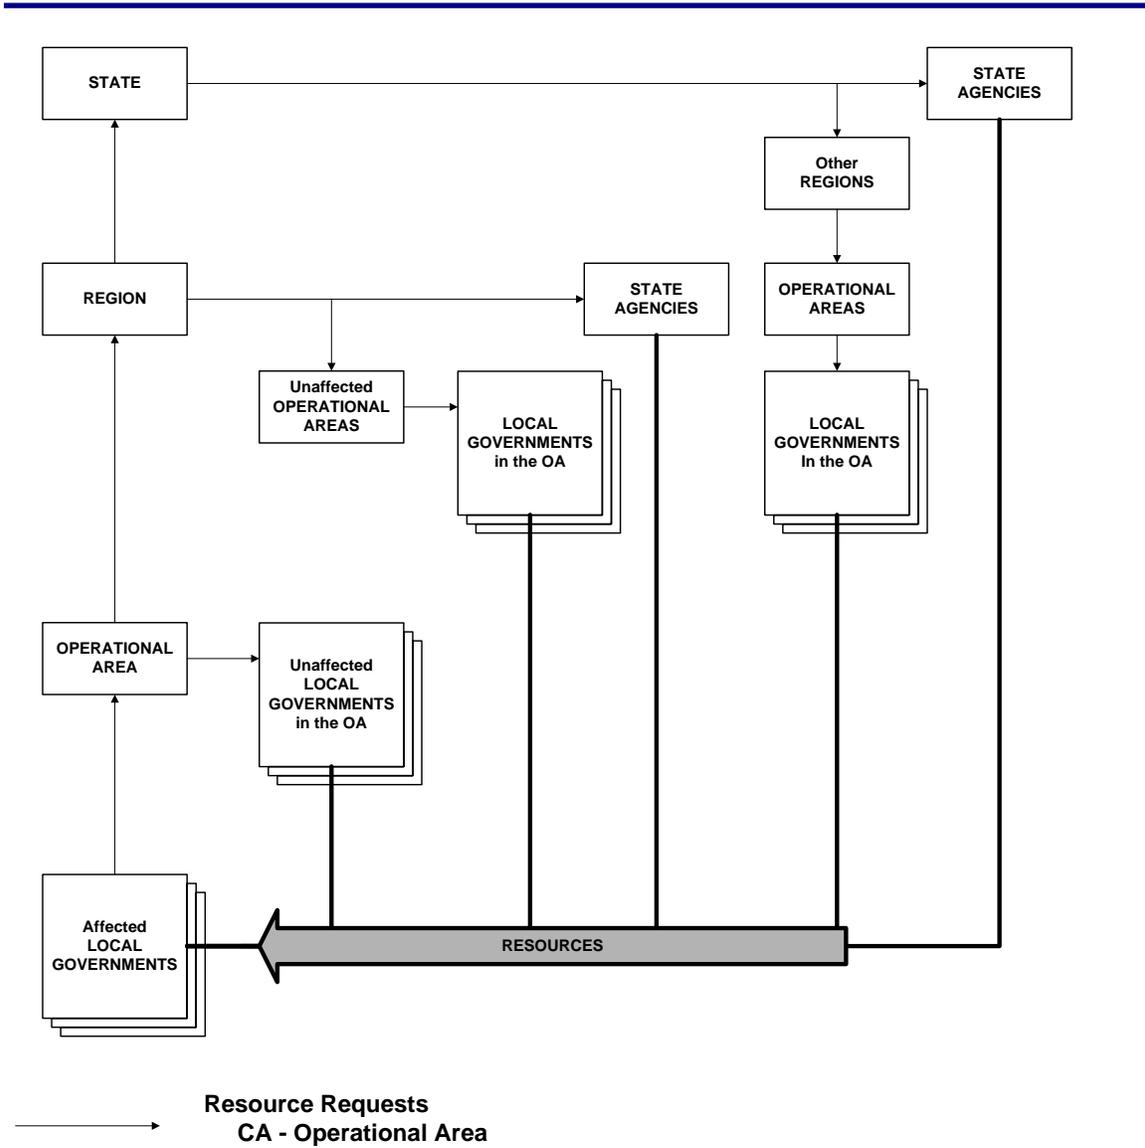 STATE
STATE
AGENCIES
Other
REGIONS
REGION
STATE
AGENCIES
OPERATIONAL
AREAS
Unaffected
OPERATIONAL
AREAS
LOCAL
GOVERNMENTS
in the OA
LOCAL
GOVERNMENTS
In the OA
OPERATIONAL
AREA
Unaffected
LOCAL
GOVERNMENTS
in the OA
Affected
LOCAL
GOVERNMENTS
RESOURCES
Resource Requests
CA - Operational Area